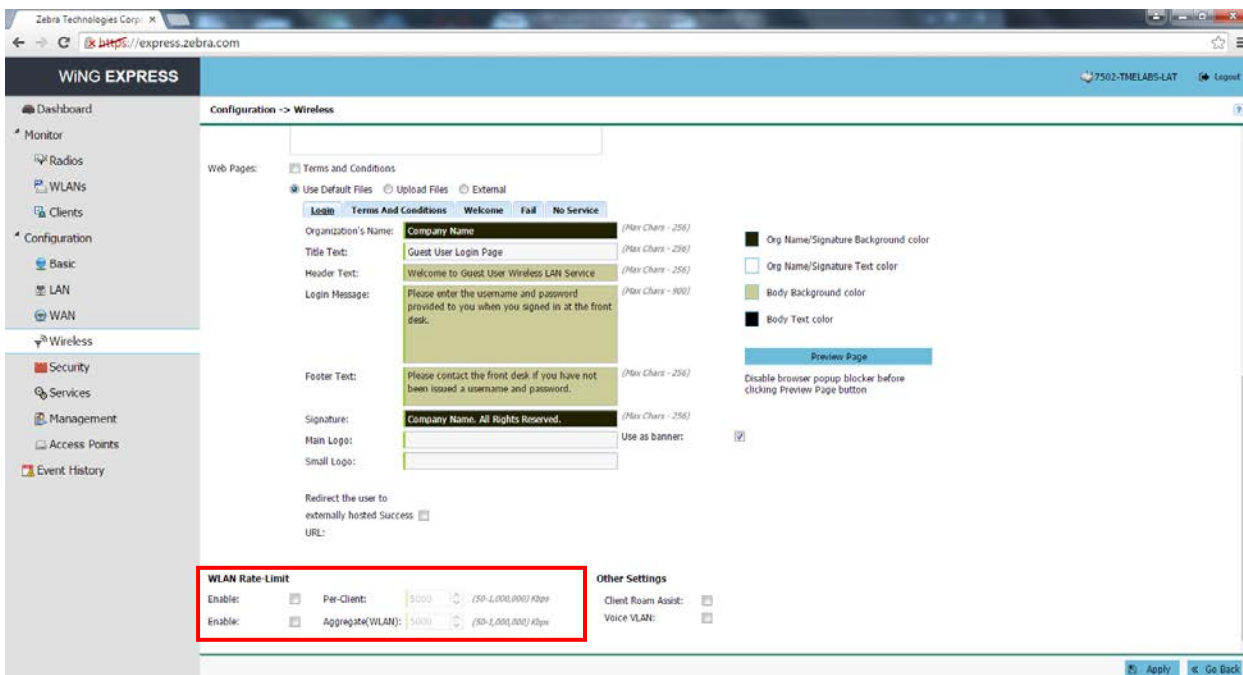 Zebra Technologies Corp
https://express.zebra.com
WiNG EXPRESS
7502-TMELABS-LAT
Logout
Dashboard
Configuration -> Wireless
?
Monitor
Radios
WLANs
Clients
Configuration
Basic
LAN
WAN
Wireless
Security
Services
Management
Access Points
Event History
Web Pages:
Terms and Conditions
Use Default Files Upload Files External
Login Terms And Conditions Welcome Fail No Service
Organization's Name: Company Name (Max Chars - 256)
Title Text: Guest User Login Page (Max Chars - 256)
Header Text: Welcome to Guest User Wireless LAN Service (Max Chars - 256)
Login Message: Please enter the username and password (Max Chars - 900)
provided to you when you signed in at the front
desk.
Footer Text: Please contact the front desk if you have not (Max Chars - 256)
been issued a username and password.
Signature: Company Name. All Rights Reserved. (Max Chars - 256)
Main Logo:
Use as banner:
Small Logo:
Org Name/Signature Background color
Org Name/Signature Text color
Body Background color
Body Text color
Preview Page
Disable browser popup blocker before
clicking Preview Page button
Redirect the user to
externally hosted Success
URL:
WLAN Rate-Limit
Enable: Per-Client: 5000 (50-1,000,000) Kbps
Enable: Aggregate(WLAN): 5000 (50-1,000,000) Kbps
Other Settings
Client Roam Assist:
Voice VLAN:
Apply
« Go Back